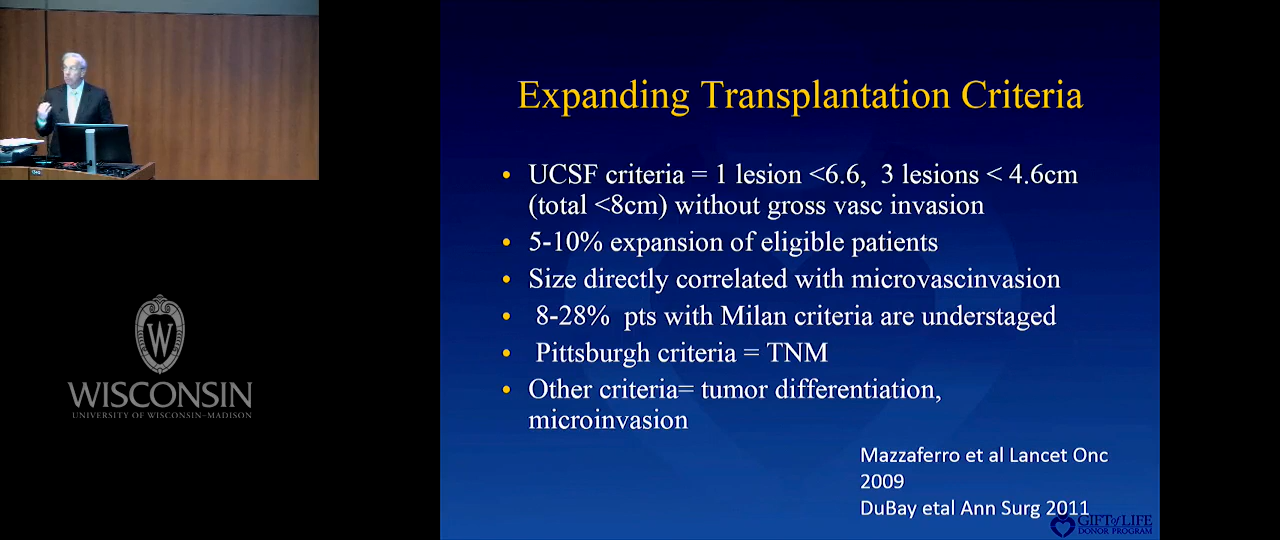 Expanding Transplantation Criteria
• UCSF criteria = 1 lesion <6.6, 3 lesions < 4.6cm
(total <8cm) without gross vasc invasion
• 5-10% expansion of eligible patients
• Size directly correlated with microvascinvasion
• 8-28% pts with Milan criteria are understaged
• Pittsburgh criteria = TNM
• Other criteria= tumor differentiation,
microinvasion
Mazzaferro et al Lancet Onc
2009
DuBay etal Ann Surg 2011
GIFT of LIFE
DONOR PROGRAM
W
WISCONSIN
UNIVERSITY OF WISCONSIN–MADISON